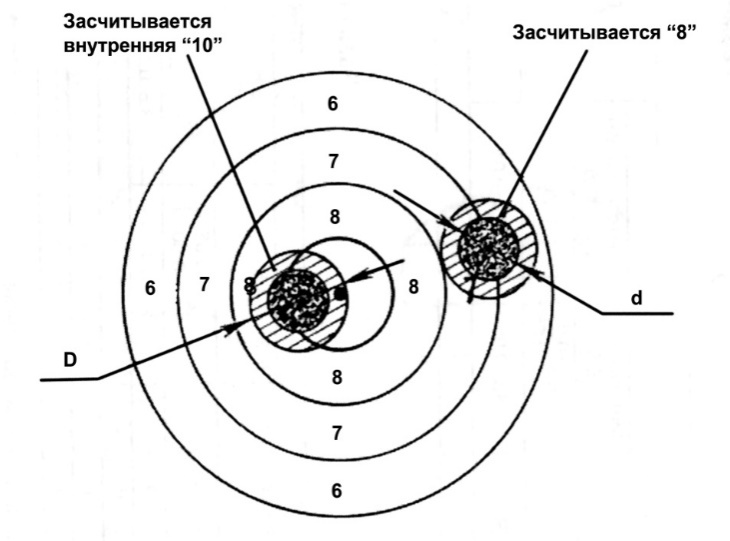 Засчитывается
внутренняя “10”
Засчитывается “8”
6
7
8
6 7 8 8
d
D
8
7
6